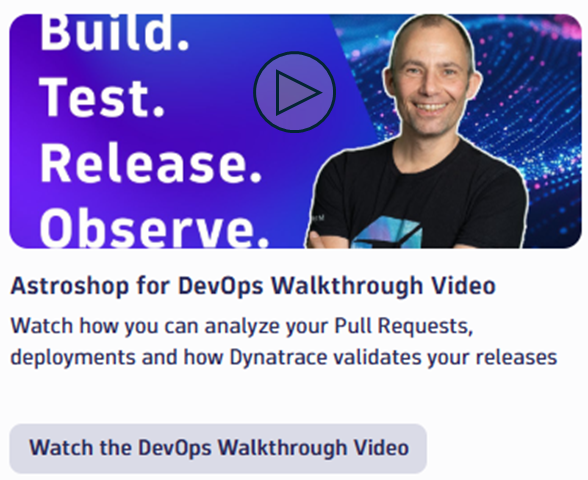 Build.
Test.
Release.
Observe.
Astroshop for DevOps Walkthrough Video
Watch how you can analyze your Pull Requests,
deployments and how Dynatrace validates your releases
Watch the DevOps Walkthrough Video